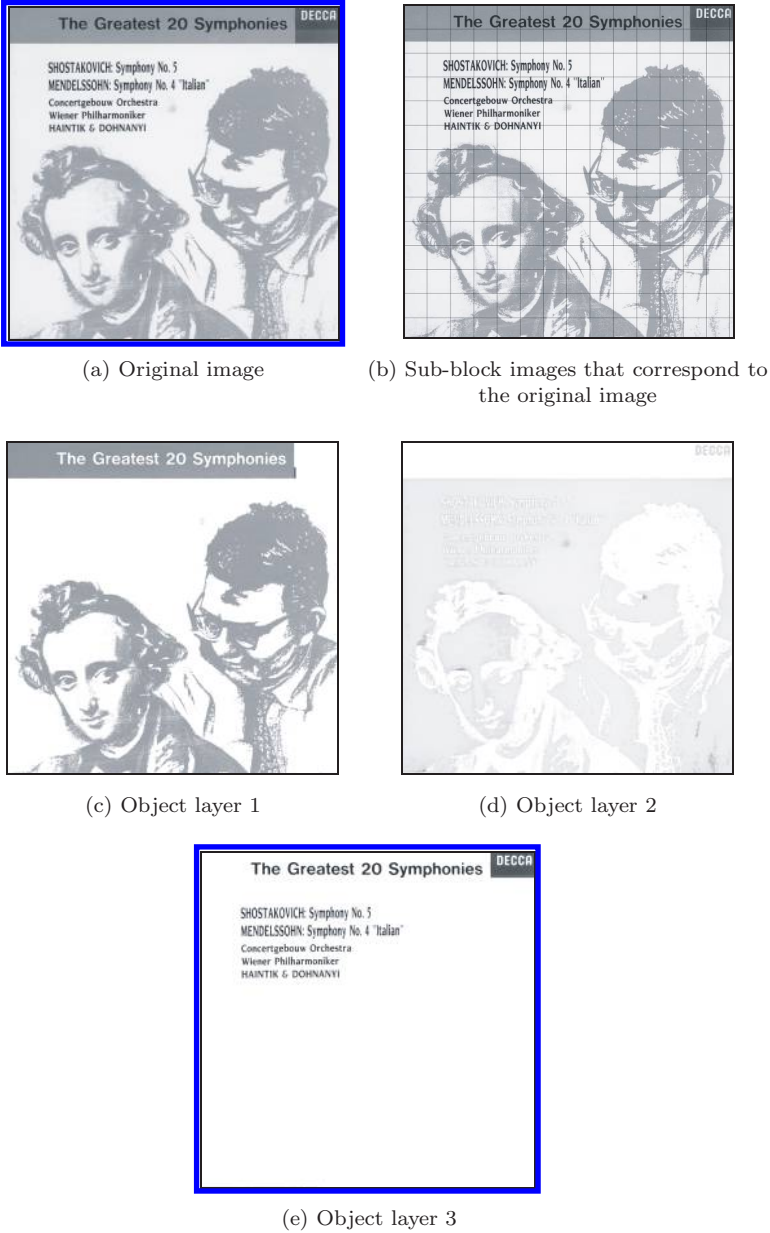 The Greatest 20 Symphonies
DECCA
SHOSTAKOVICH: Symphony No. 5
MENDELSSOHN: Symphony No. 4 "Italian"
Concertgebouw Orchestra
Wiener Philharmoniker
HAINTIK & DOHNANYI
The Greatest 20 Symphonies
DECCA
SHOSTAKOVICH: Symphony No. 5
MENDELSSOHN: Symphony No. 4 "Italian"
Concertgebouw Orchestra
Wiener Philharmoniker
HAINTIK & DOHNANYI
(a) Original image
(b) Sub-block images that correspond to
the original image
The Greatest 20 Symphonies
DECCA
(c) Object layer 1
(d) Object layer 2
The Greatest 20 Symphonies
DECCA
SHOSTAKOVICH: Symphony No. 5
MENDELSSOHN: Symphony No. 4 "Italian"
Concertgebouw Orchestra
Wiener Philharmoniker
HAINTIK & DOHNANYI
(e) Object layer 3